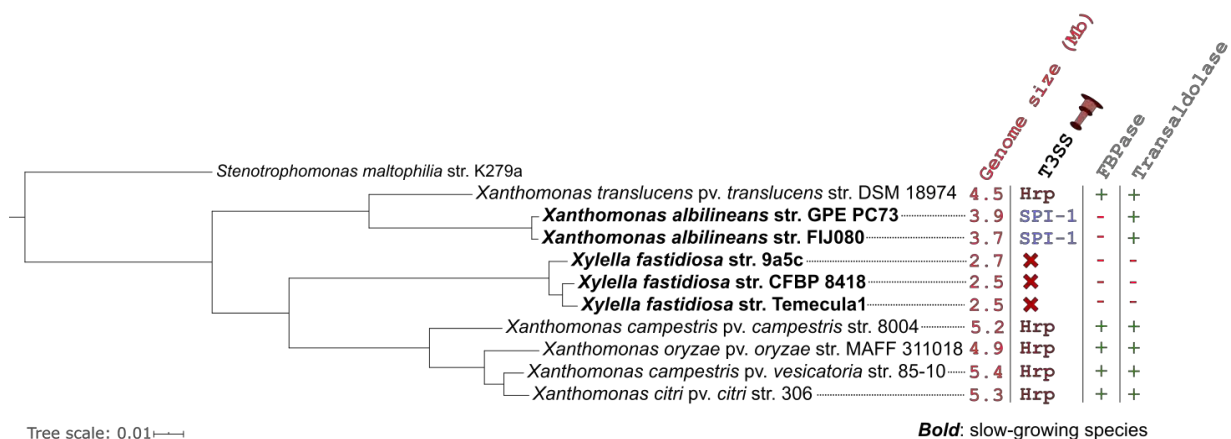 Genome size (Mb)
T3SS
FBPase
Transaldolase
Stenotrophomonas maltophilia str. K279a
Xanthomonas translucens pv. translucens str. DSM 18974 4.5 Hrp + +
Xanthomonas albilineans str. GPE PC73 3.9 SPI-1 - +
Xanthomonas albilineans str. FIJ080 3.7 SPI-1 - +
Xylella fastidiosa str. 9a5c 2.7 ✖ - -
Xylella fastidiosa str. CFBP 8418 2.5 ✖ - -
Xylella fastidiosa str. Temecula1 2.5 ✖ - -
Xanthomonas campestris pv. campestris str. 8004 5.2 Hrp + +
Xanthomonas oryzae pv. oryzae str. MAFF 311018 4.9 Hrp + +
Xanthomonas campestris pv. vesicatoria str. 85-10 5.4 Hrp + +
Xanthomonas citri pv. citri str. 306 5.3 Hrp + +
Tree scale: 0.01
Bold: slow-growing species